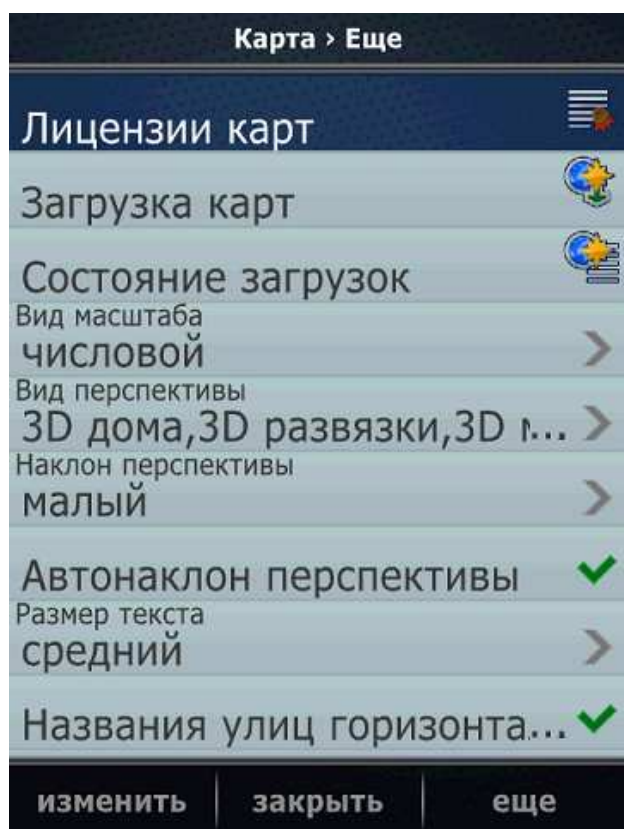 Карта › Еще
Лицензии карт
Загрузка карт
Состояние загрузок
Вид масштаба
числовой
Вид перспективы
3D дома,3D развязки,3D г...
Наклон перспективы
малый
Автонаклон перспективы
Размер текста
средний
Названия улиц горизонта...
изменить закрыть еще